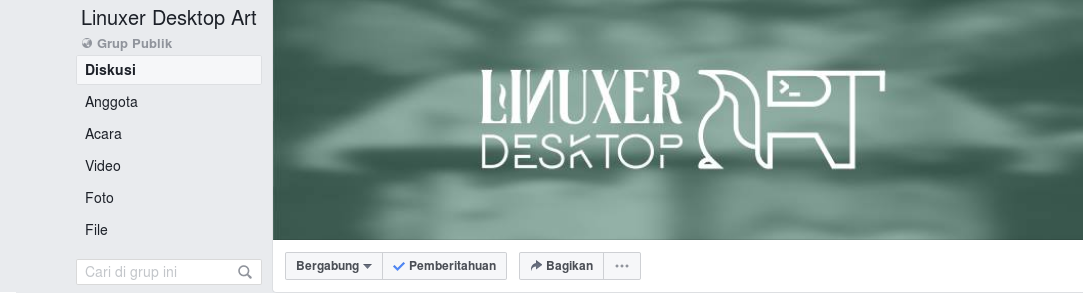 Linuxer Desktop Art
Grup Publik
Diskusi
Anggota
Acara
Video
Foto
File
Cari di grup ini
LINUXER
DESKTOP
ART
>_
Bergabung
Pemberitahuan
Bagikan